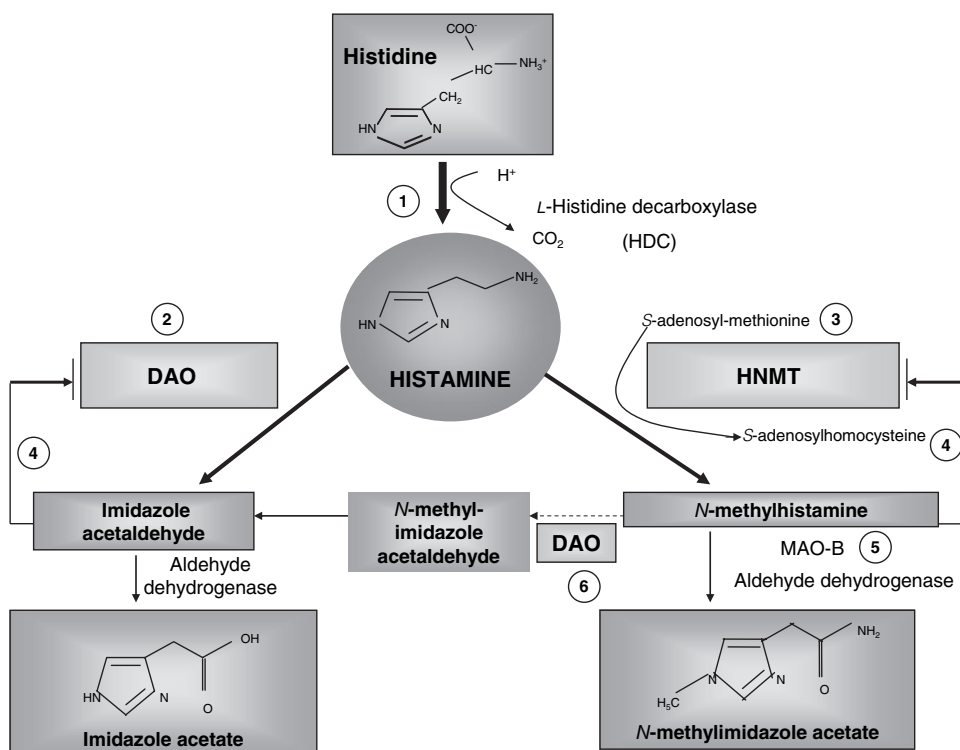 COO⁻
Histidine
HC
NH₃⁺
CH₂
HN
N
H⁺
1
L-Histidine decarboxylase
CO₂
(HDC)
NH₂
HN
N
HISTAMINE
2
DAO
S-adenosyl-methionine
3
HNMT
S-adenosylhomocysteine
4
4
Imidazole
acetaldehyde
N-methyl-
imidazole
acetaldehyde
DAO
6
N-methylhistamine
MAO-B
5
Aldehyde
dehydrogenase
Aldehyde dehydrogenase
OH
HN
N
O
Imidazole acetate
NH₂
N
N
H₅C
O
N-methylimidazole acetate